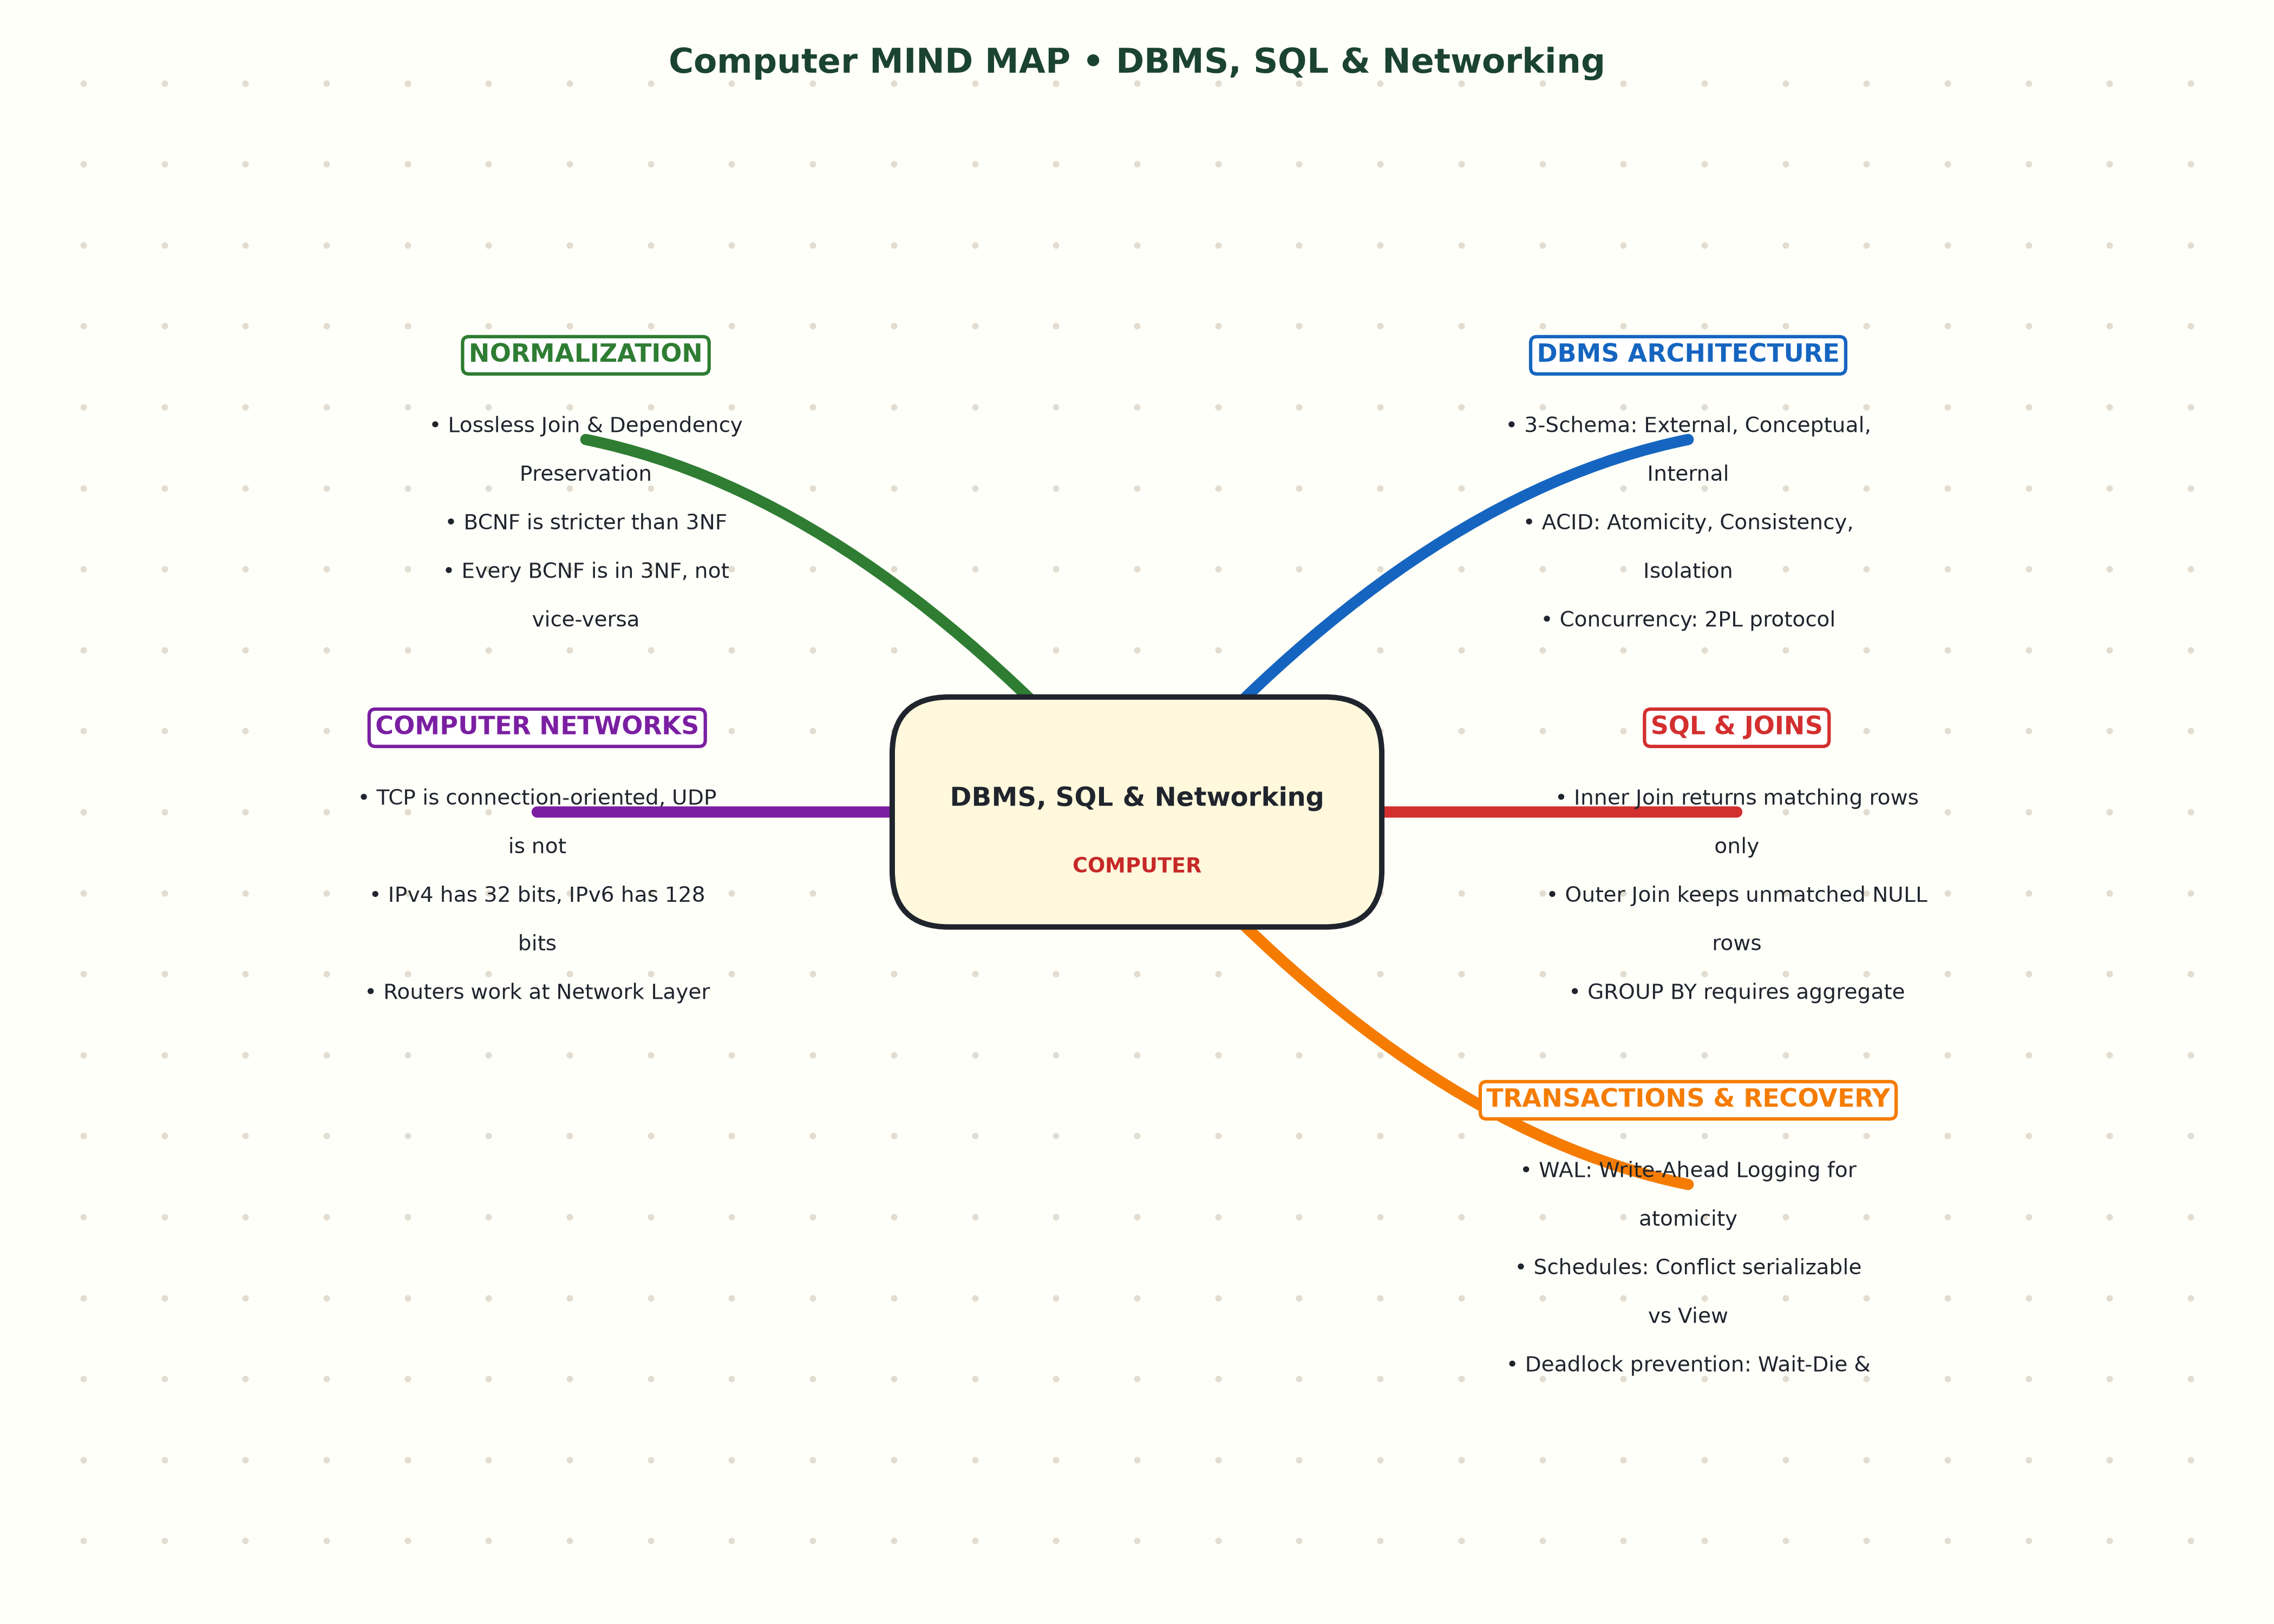 Computer MIND MAP • DBMS, SQL & Networking
NORMALIZATION
• Lossless Join & Dependency
Preservation
• BCNF is stricter than 3NF
• Every BCNF is in 3NF, not
vice-versa
DBMS ARCHITECTURE
• 3-Schema: External, Conceptual,
Internal
• ACID: Atomicity, Consistency,
Isolation
• Concurrency: 2PL protocol
COMPUTER NETWORKS
• TCP is connection-oriented, UDP
is not
• IPv4 has 32 bits, IPv6 has 128
bits
• Routers work at Network Layer
DBMS, SQL & Networking
COMPUTER
SQL & JOINS
• Inner Join returns matching rows
only
• Outer Join keeps unmatched NULL
rows
• GROUP BY requires aggregate
TRANSACTIONS & RECOVERY
• WAL: Write-Ahead Logging for
atomicity
• Schedules: Conflict serializable
vs View
• Deadlock prevention: Wait-Die &